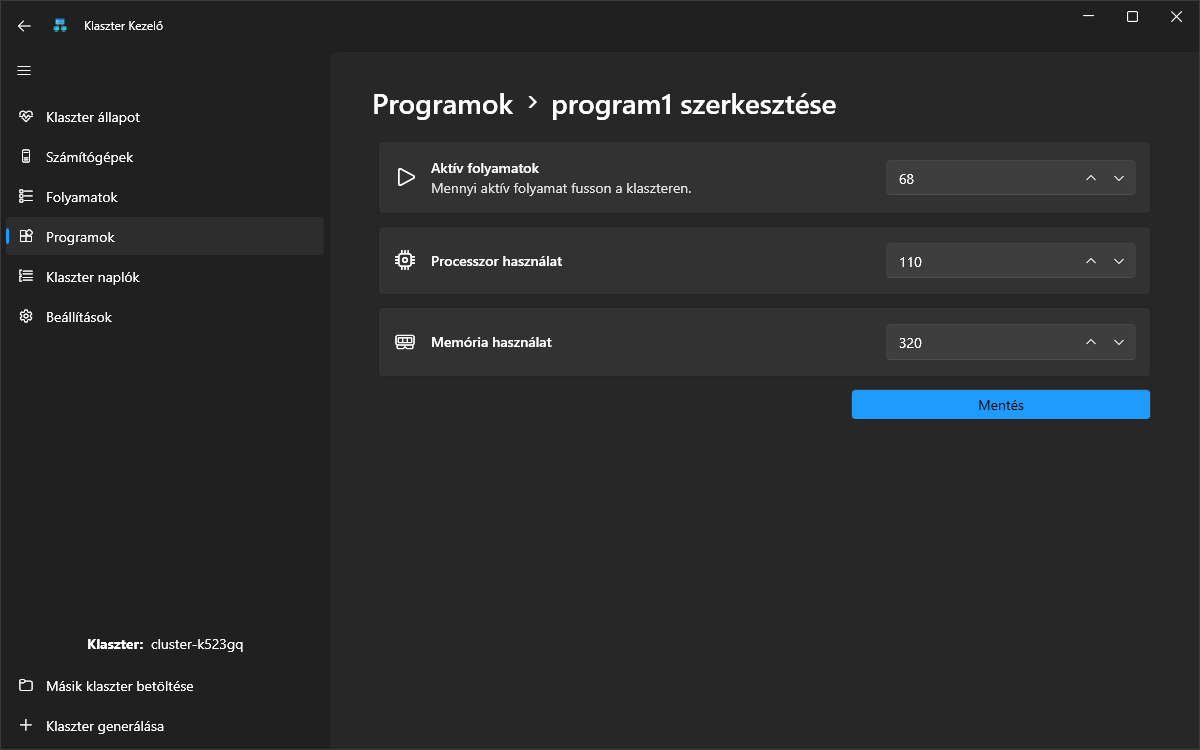 Klaszter Kezelő
Klaszter állapot
Számítógépek
Folyamatok
Programok
Klaszter naplók
Beállítások
Klaszter: cluster-k523gq
Másik klaszter betöltése
Klaszter generálása
Programok > program1 szerkesztése
Aktív folyamatok
Mennyi aktív folyamat fusson a klaszteren.
68
Processzor használat
110
Memória használat
320
Mentés